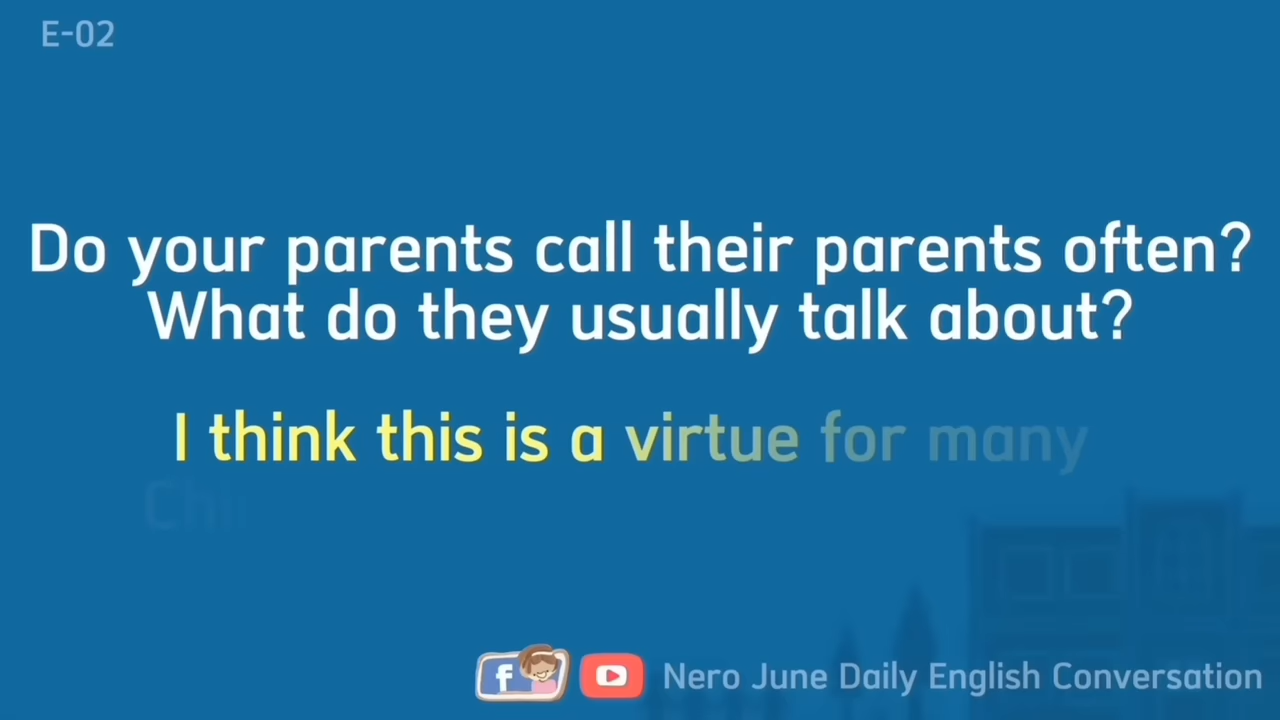 E-02
Do your parents call their parents often?
What do they usually talk about?
I think this is a virtue for many
f Nero June Daily English Conversation